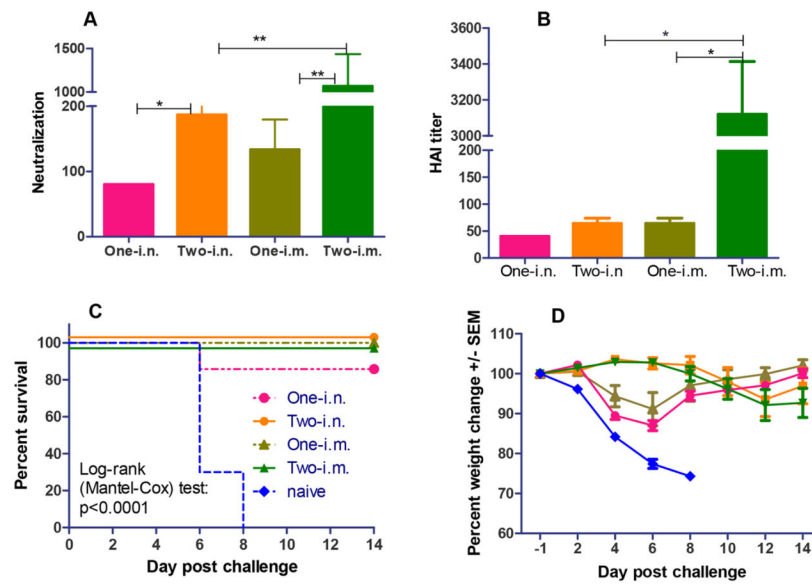 A
Neutralization
1500
1000
200
100
0
*
**
**
One-i.n. Two-i.n. One-i.m. Two-i.m.
B
HAI titer
3600
3400
3200
3000
200
150
100
50
0
*
*
One-i.n. Two-i.n One-i.m. Two-i.m.
C
Percent survival
100
80
60
40
20
0
One-i.n.
Two-i.n.
One-i.m.
Two-i.m.
naive
Log-rank
(Mantel-Cox) test:
p<0.0001
0 2 4 6 8 10 12 14
Day post challenge
D
Percent weight change +/- SEM
110
100
90
80
70
60
-1 2 4 6 8 10 12 14
Day post challenge